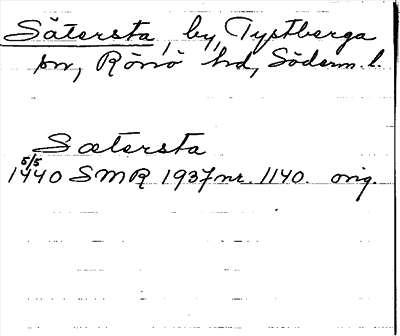 Sätersta, by, Tystberga
sn, Rönö hd, Söderm. l.
Sætersta
5/5
1440 SMR 1937 nr. 1140. orig.